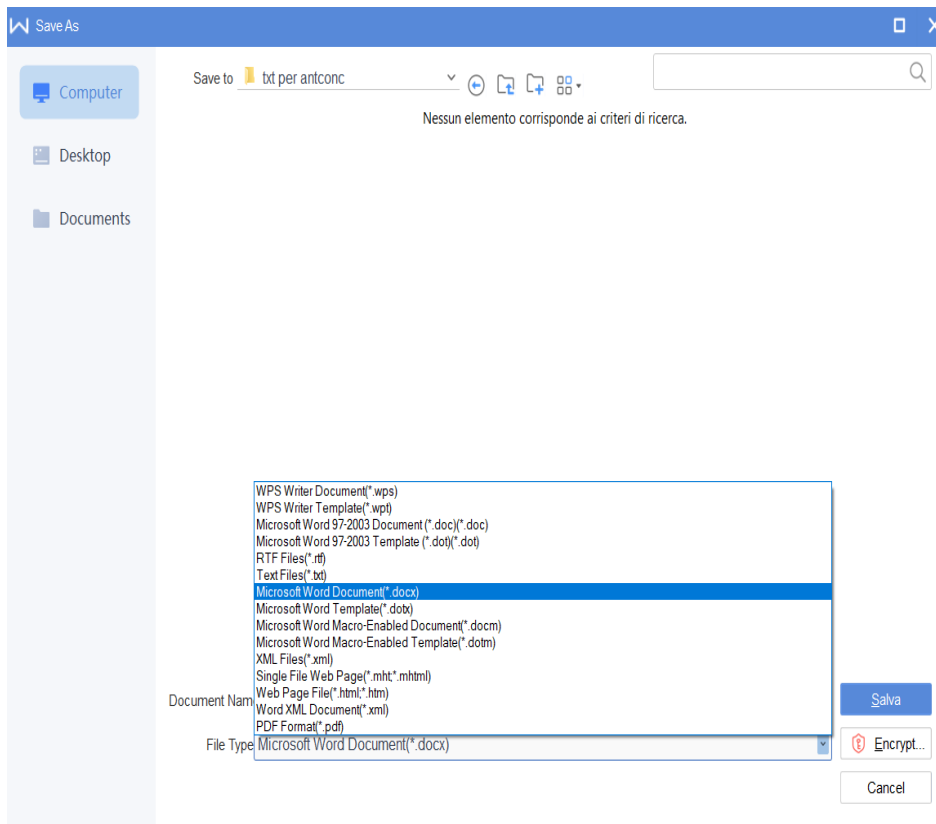 Save As
Computer
Desktop
Documents
Save to txt per antconc
Nessun elemento corrisponde ai criteri di ricerca.
WPS Writer Document(*.wps)
WPS Writer Template(*.wpt)
Microsoft Word 97-2003 Document (*.doc)(*.doc)
Microsoft Word 97-2003 Template (*.dot)(*.dot)
RTF Files(*.rtf)
Text Files(*.txt)
Microsoft Word Document(*.docx)
Microsoft Word Template(*.dotx)
Microsoft Word Macro-Enabled Document(*.docm)
Microsoft Word Macro-Enabled Template(*.dotm)
XML Files(*.xml)
Single File Web Page(*.mht;*.mhtml)
Web Page File(*.html;*.htm)
Word XML Document(*.xml)
PDF Format(*.pdf)
Document Nam
Salva
File Type Microsoft Word Document(*.docx)
Encrypt...
Cancel